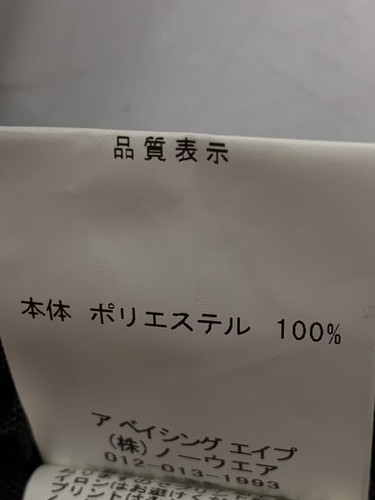 品質表示
本体 ポリエステル 100%
ア ベイシング エイプ
(株)ノーウエア
012-013-1993